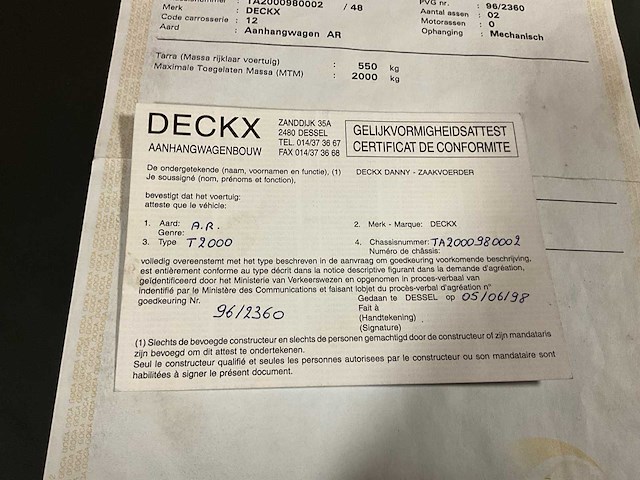 TA2000980002 / 48
Merk : DECKX
Code carrosserie : 12
Aard : Aanhangwagen AR
PVG nr. : 96/2360
Aantal assen : 02
Motorassen : 0
Ophanging : Mechanisch
Tarra (Massa rijklaar voertuig) : 550 kg
Maximale Toegelaten Massa (MTM) : 2000 kg
DECKX
AANHANGWAGENBOUW
ZANDDIJK 35A
2480 DESSEL
TEL. 014/37 36 67
FAX 014/37 36 68
GELIJKVORMIGHEIDSATTEST
CERTIFICAT DE CONFORMITE
De ondergetekende (naam, voornamen en functie), (1) DECKX DANNY - ZAAKVOERDER
Je soussigné (nom, prénoms et fonction),
bevestigt dat het voertuig:
atteste que le véhicule:
1. Aard: A.R.
Genre:
2. Merk - Marque: DECKX
3. Type T2000
4. Chassisnummer: TA2000980002
Numéro de châssis:
volledig overeenstemt met het type beschreven in de aanvraag om goedkeuring voorkomende beschrijving,
est entièrement conforme au type décrit dans la notice descriptive figurant dans la demande d'agréation,
geïdentificeerd door het Ministerie van Verkeerswezen en opgenomen in proces-verbaal van
indentifié par le Ministère des Communications et faisant lobjet du procès-verbal d'agréation n°
goedkeuring Nr. 96/2360
Gedaan te DESSEL op 05/06/98
Fait à
(Handtekening)
(Signature)
(1) Slechts de bevoegde constructeur en slechts de personen gemachtigd door de constructeur of zijn mandataris
zijn bevoegd om dit attest te ondertekenen.
Seul le constructeur qualifié et seules les personnes autorisees par le constructeur ou son mandataire sont
habilitées à signer le présent document.